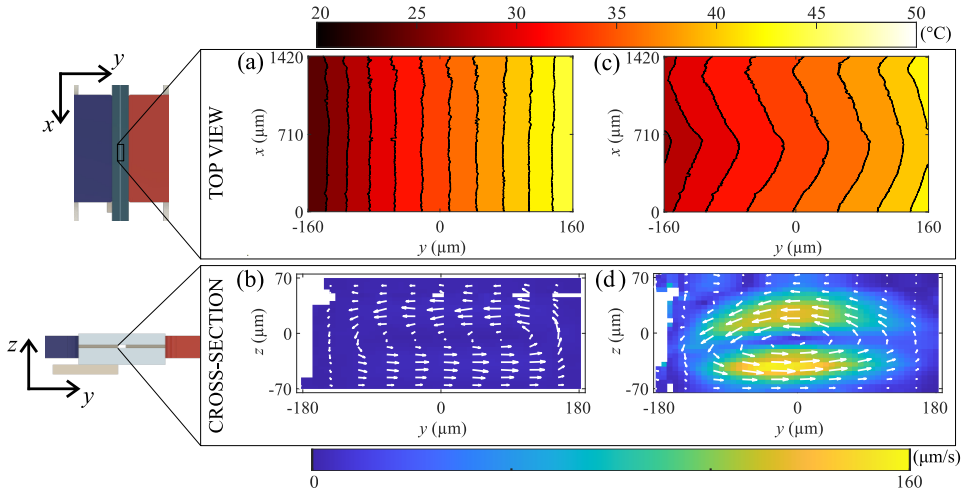 20 25 30 35 40 45 50
(°C)
y
x
TOP VIEW
(a)
1420
710
0
x (µm)
-160 0 160
y (µm)
(c)
1420
710
0
x (µm)
-160 0 160
y (µm)
z
y
CROSS-SECTION
(b)
70
0
-70
z (µm)
-180 0 180
y (µm)
(d)
70
0
-70
z (µm)
-180 0 180
y (µm)
(µm/s)
0 160